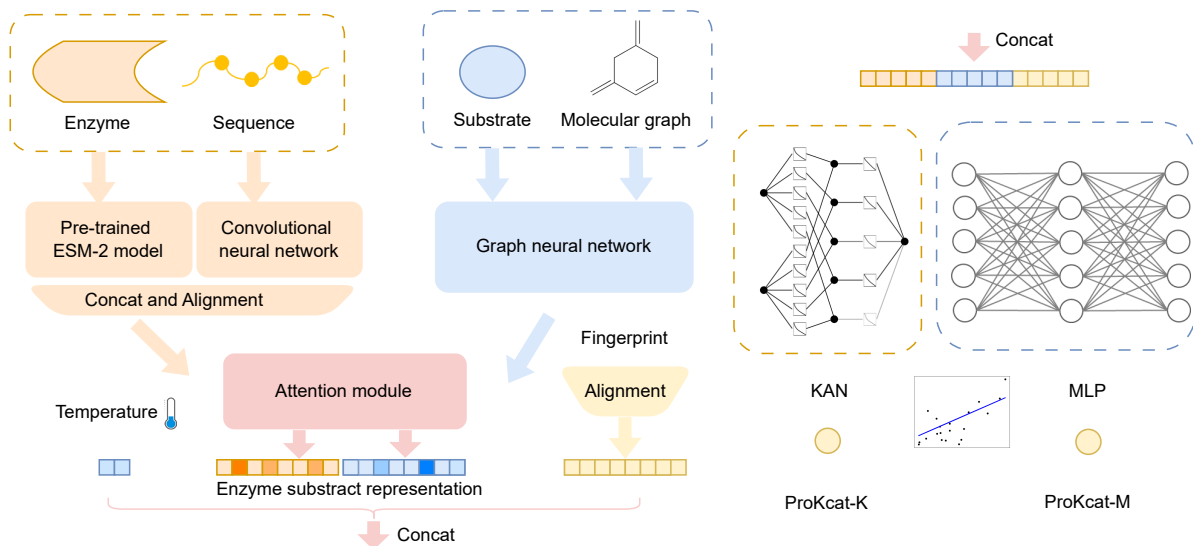 Enzyme
Sequence
Substrate
Molecular graph
Pre-trained
ESM-2 model
Convolutional
neural network
Graph neural network
Concat and Alignment
Fingerprint
Attention module
Alignment
Temperature
Enzyme substract representation
Concat
Concat
KAN
MLP
ProKcat-K
ProKcat-M